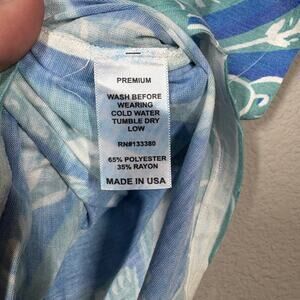 PREMIUM
WASH BEFORE
WEARING
COLD WATER
TUMBLE DRY
LOW
RN#133380
65% POLYESTER
35% RAYON
MADE IN USA